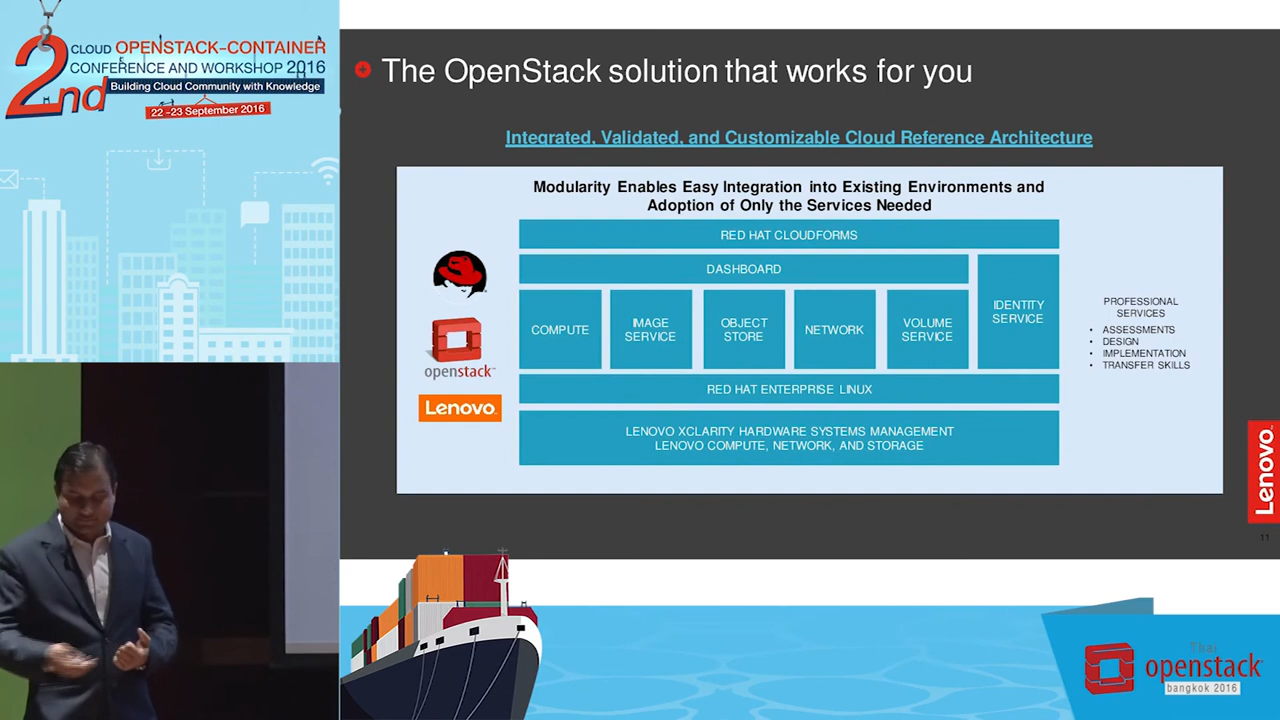 2nd
CLOUD OPENSTACK-CONTAINER
CONFERENCE AND WORKSHOP 2016
Building Cloud Community with Knowledge
22 -23 September 2016
The OpenStack solution that works for you
Integrated, Validated, and Customizable Cloud Reference Architecture
Modularity Enables Easy Integration into Existing Environments and
Adoption of Only the Services Needed
RED HAT CLOUDFORMS
DASHBOARD
IDENTITY
SERVICE
COMPUTE
IMAGE
SERVICE
OBJECT
STORE
NETWORK
VOLUME
SERVICE
RED HAT ENTERPRISE LINUX
LENOVO XCLARITY HARDWARE SYSTEMS MANAGEMENT
LENOVO COMPUTE, NETWORK, AND STORAGE
openstack™
Lenovo
PROFESSIONAL
SERVICES
• ASSESSMENTS
• DESIGN
• IMPLEMENTATION
• TRANSFER SKILLS
Lenovo
11
Thai
openstack
bangkok 2016